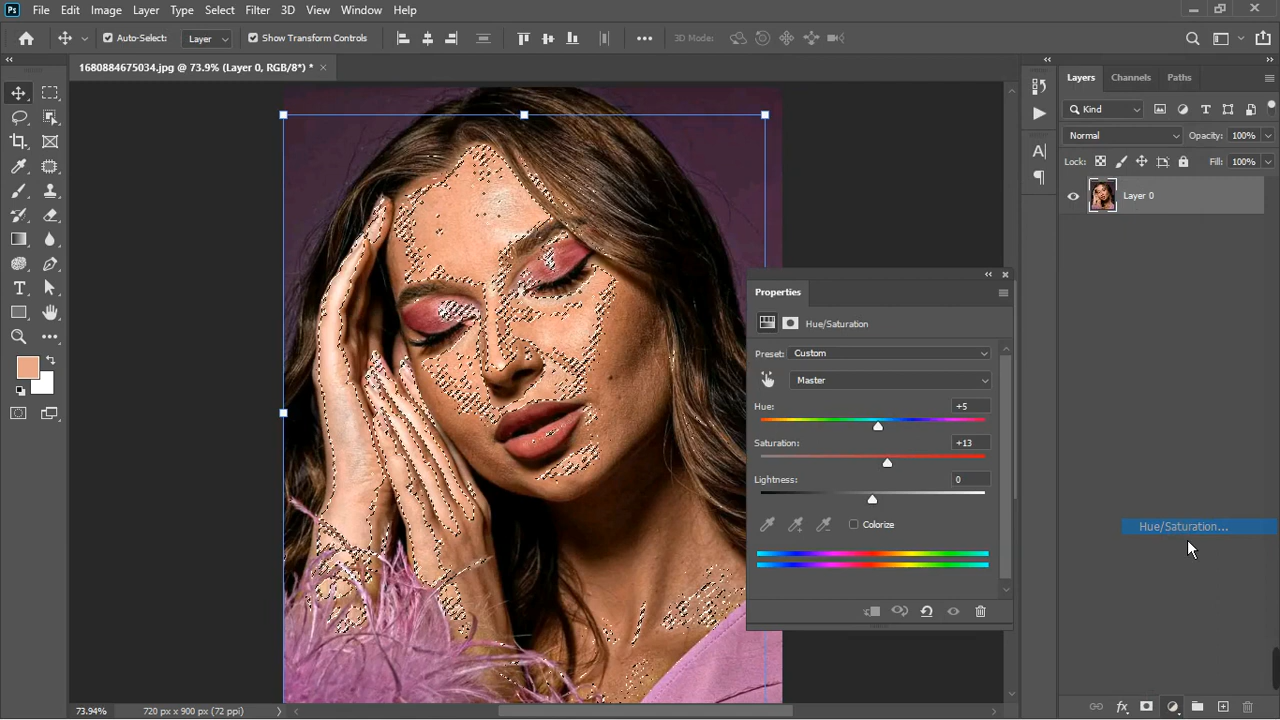 Ps File Edit Image Layer Type Select Filter 3D View Window Help
Auto-Select: Layer Show Transform Controls 3D Mode:
1680884675034.jpg @ 73.9% (Layer 0, RGB/8*) *
Layers Channels Paths
Kind
Normal Opacity: 100%
Lock: Fill: 100%
Layer 0
Properties
Hue/Saturation
Preset: Custom
Master
Hue: +5
Saturation: +13
Lightness: 0
Colorize
Hue/Saturation...
73.94% 720 px x 900 px (72 ppi)